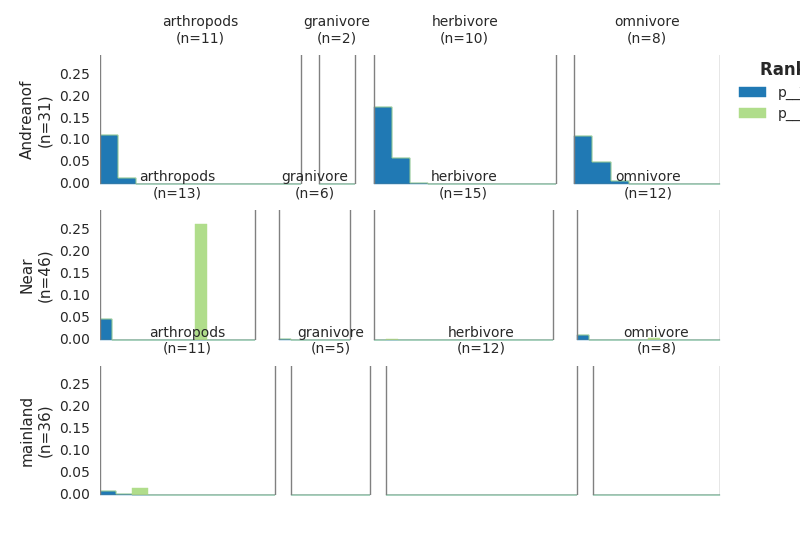 arthropods granivore herbivore omnivore
(n=11) (n=2) (n=10) (n=8)
Andreanof
(n=31)
0.25
0.20
0.15
0.10
0.05
0.00
Rank
p_
p_
arthropods granivore herbivore omnivore
(n=13) (n=6) (n=15) (n=12)
Near
(n=46)
0.25
0.20
0.15
0.10
0.05
0.00
arthropods granivore herbivore omnivore
(n=11) (n=5) (n=12) (n=8)
mainland
(n=36)
0.25
0.20
0.15
0.10
0.05
0.00